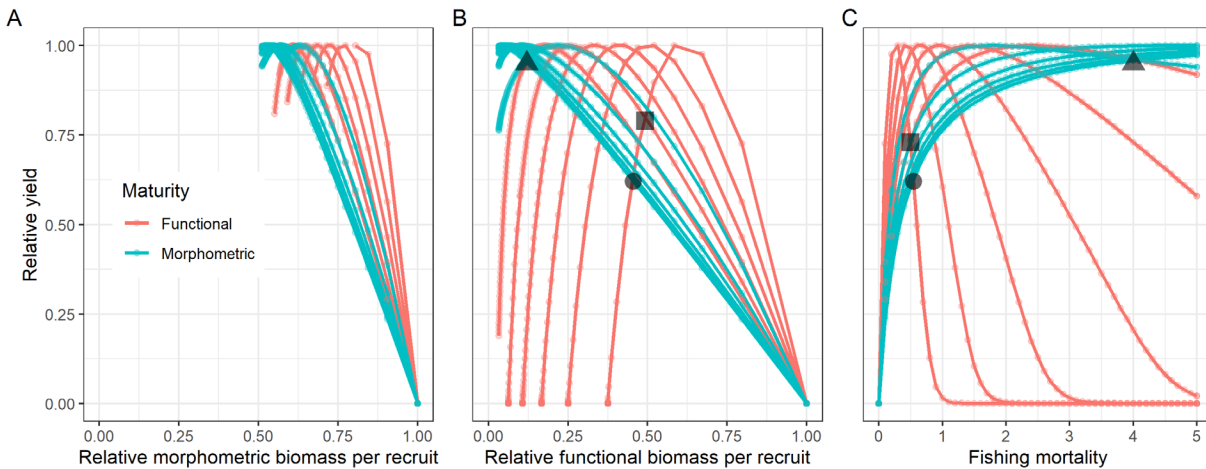 A
B
C
Relative yield
1.00
0.75
0.50
0.25
0.00
Maturity
Functional
Morphometric
0.00 0.25 0.50 0.75 1.00
0.00 0.25 0.50 0.75 1.00
0 1 2 3 4 5
Relative morphometric biomass per recruit
Relative functional biomass per recruit
Fishing mortality